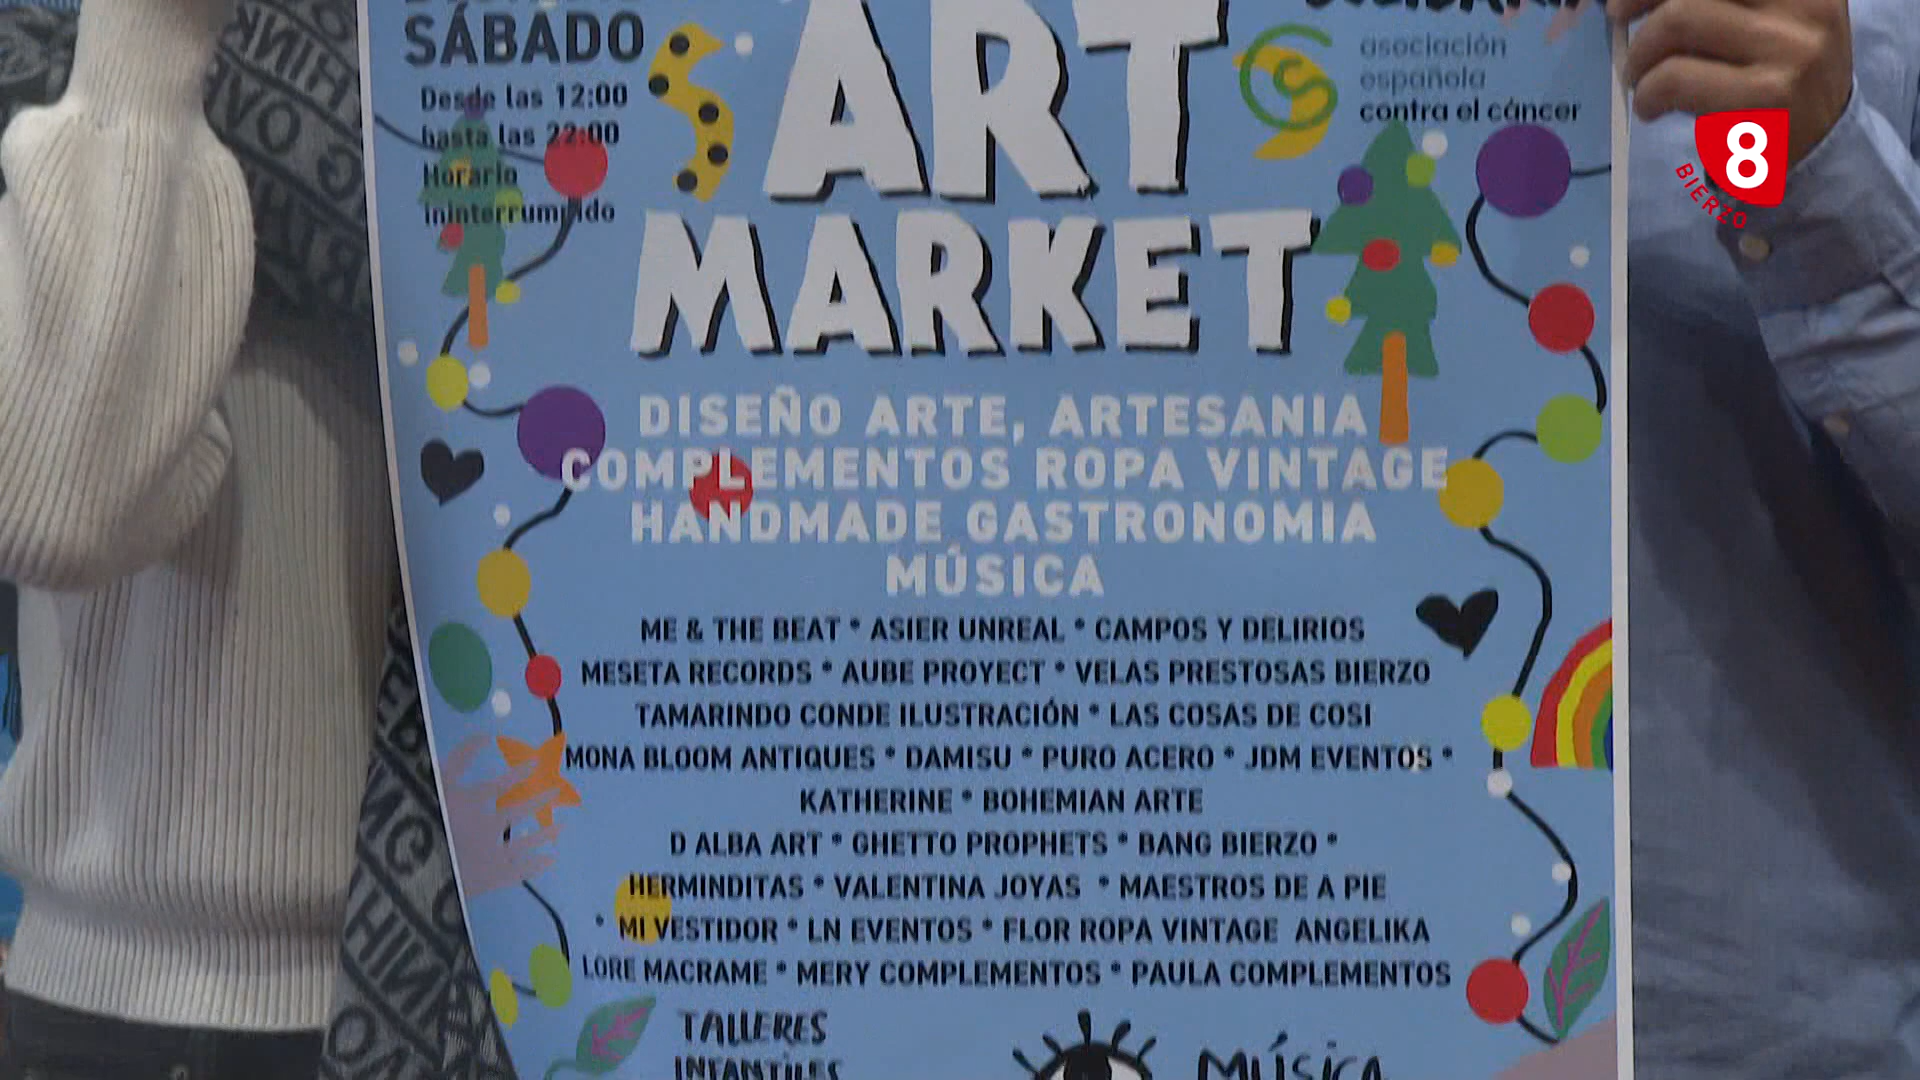 SÁBADO
Desde las 12:00
hasta las 22:00
Horario
ininterrumpido
ART
MARKET
asociación
española
contra el cáncer
8
BIERZO
DISEÑO ARTE, ARTESANIA
COMPLEMENTOS ROPA VINTAGE
HANDMADE GASTRONOMIA
MÚSICA
ME & THE BEAT * ASIER UNREAL * CAMPOS Y DELIRIOS
MESETA RECORDS * AUBE PROYECT * VELAS PRESTOSAS BIERZO
TAMARINDO CONDE ILUSTRACIÓN * LAS COSAS DE COSI
MONA BLOOM ANTIQUES * DAMISU * PURO ACERO * JDM EVENTOS *
KATHERINE * BOHEMIAN ARTE
D ALBA ART * GHETTO PROPHETS * BANG BIERZO *
HERMINDITAS * VALENTINA JOYAS * MAESTROS DE A PIE
* MI VESTIDOR * LN EVENTOS * FLOR ROPA VINTAGE ANGELIKA
LORE MACRAME * MERY COMPLEMENTOS * PAULA COMPLEMENTOS
TALLERES
INFANTILES
MÚSICA